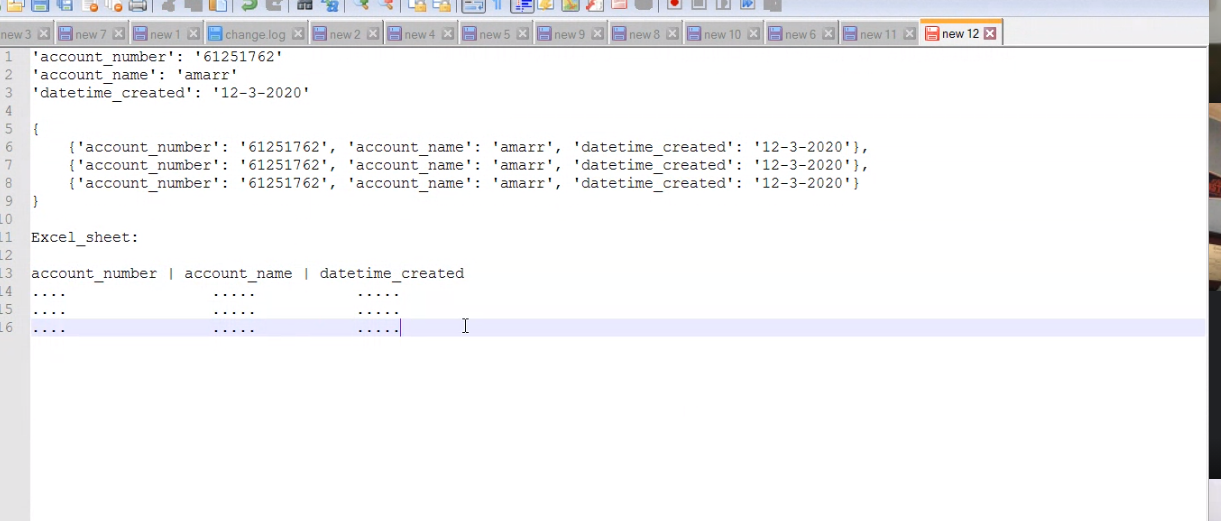 new 3 new 7 new 1 change.log new 2 new 4 new 5 new 9 new 8 new 10 new 6 new 11 new 12
1 'account_number': '61251762'
2 'account_name': 'amarr'
3 'datetime_created': '12-3-2020'
4
5 {
6 {'account_number': '61251762', 'account_name': 'amarr', 'datetime_created': '12-3-2020'},
7 {'account_number': '61251762', 'account_name': 'amarr', 'datetime_created': '12-3-2020'},
8 {'account_number': '61251762', 'account_name': 'amarr', 'datetime_created': '12-3-2020'}
9 }
10
11 Excel_sheet:
12
13 account_number | account_name | datetime_created
14 .... ..... .....
15 .... ..... .....
16 .... ..... .....